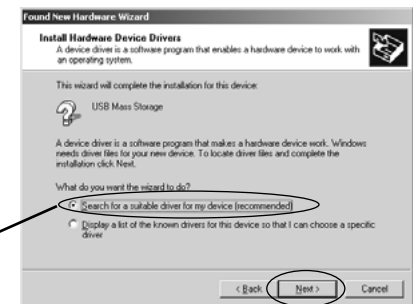 Found New Hardware Wizard
Install Hardware Device Drivers
A device driver is a software program that enables a hardware device to work with
an operating system.
This wizard will complete the installation for this device:
USB Mass Storage
A device driver is a software program that makes a hardware device work. Windows
needs driver files for your new device. To locate driver files and complete the
installation click Next.
What do you want the wizard to do?
Search for a suitable driver for my device (recommended)
Display a list of the known drivers for this device so that I can choose a specific
driver
< Back Next > Cancel